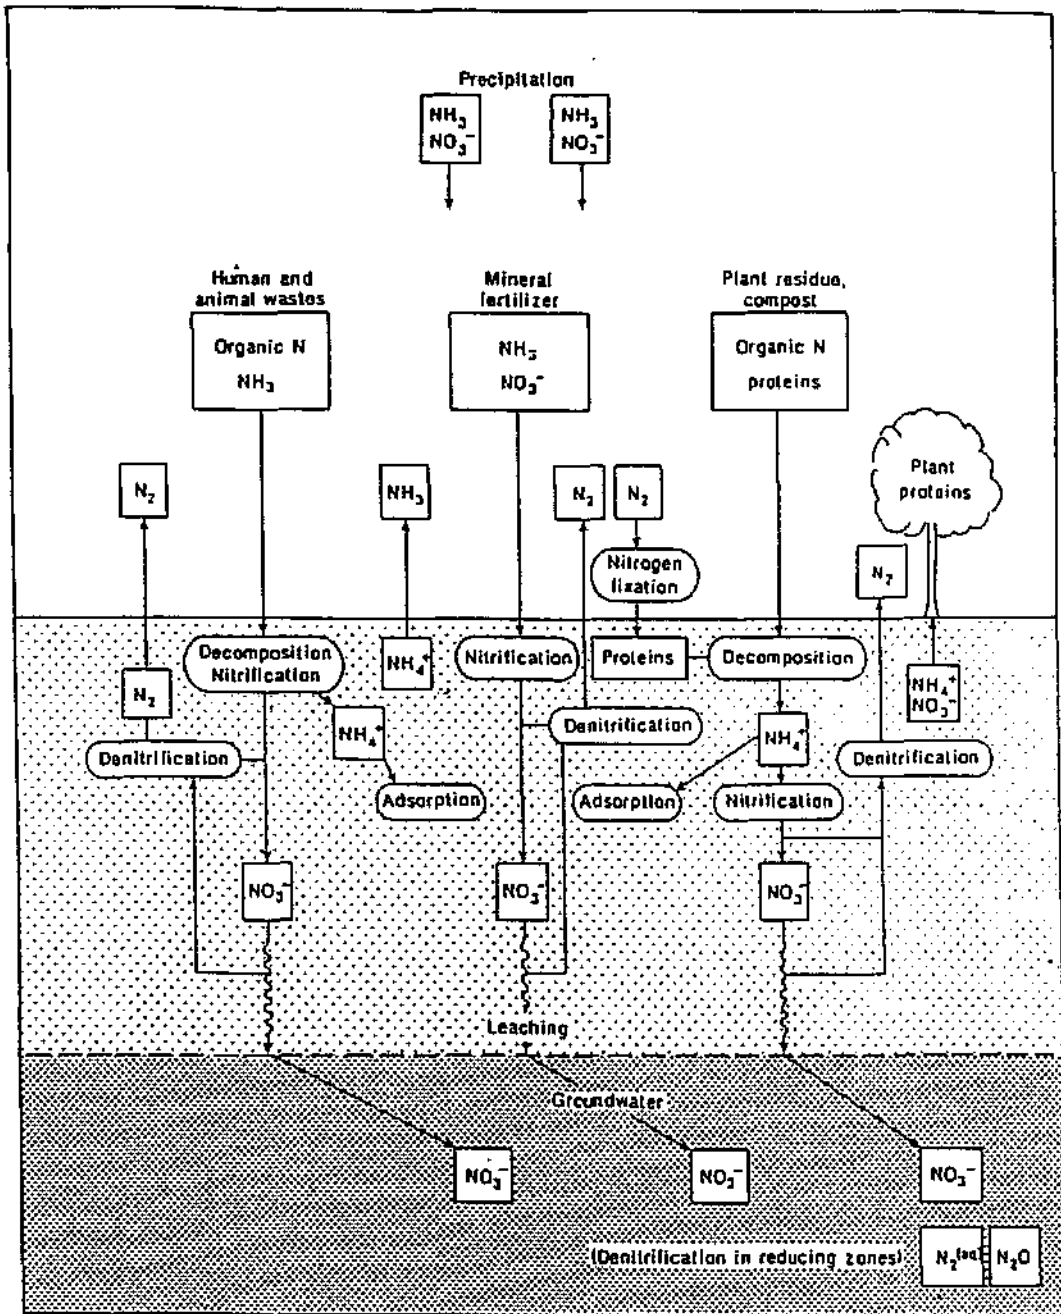 Precipitation
NH₃
NO₃⁻
NH₃
NO₃⁻
Human and
animal wastes
Organic N
NH₃
Mineral
fertilizer
NH₃
NO₃⁻
Plant residue,
compost
Organic N
proteins
Plant
proteins
N₂
NH₃
N₂
N₂
N₂
Nitrogen
fixation
Decomposition
Nitrification
NH₄⁺
Nitrification
Proteins
Decomposition
NH₄⁺
NO₃⁻
N₂
NH₄⁺
Denitrification
NH₄⁺
Denitrification
Denitrification
Adsorption
Adsorption
Nitrification
NO₃⁻
NO₃⁻
NO₃⁻
Leaching
Groundwater
NO₃⁻
NO₃⁻
NO₃⁻
(Denitrification in reducing zones)
N₂(aq)
N₂O